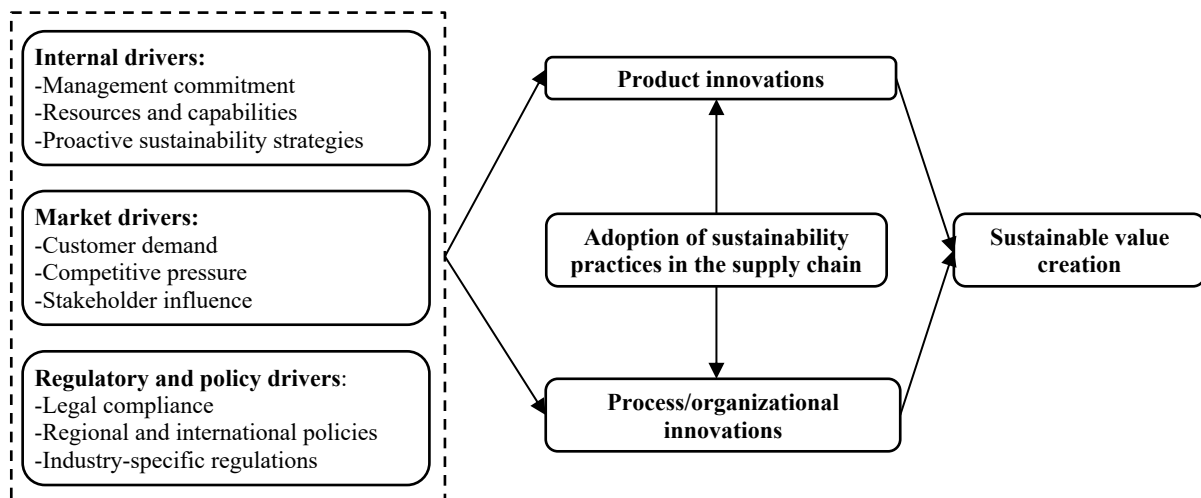 Internal drivers:
-Management commitment
-Resources and capabilities
-Proactive sustainability strategies
Market drivers:
-Customer demand
-Competitive pressure
-Stakeholder influence
Regulatory and policy drivers:
-Legal compliance
-Regional and international policies
-Industry-specific regulations
Product innovations
Adoption of sustainability
practices in the supply chain
Process/organizational
innovations
Sustainable value
creation